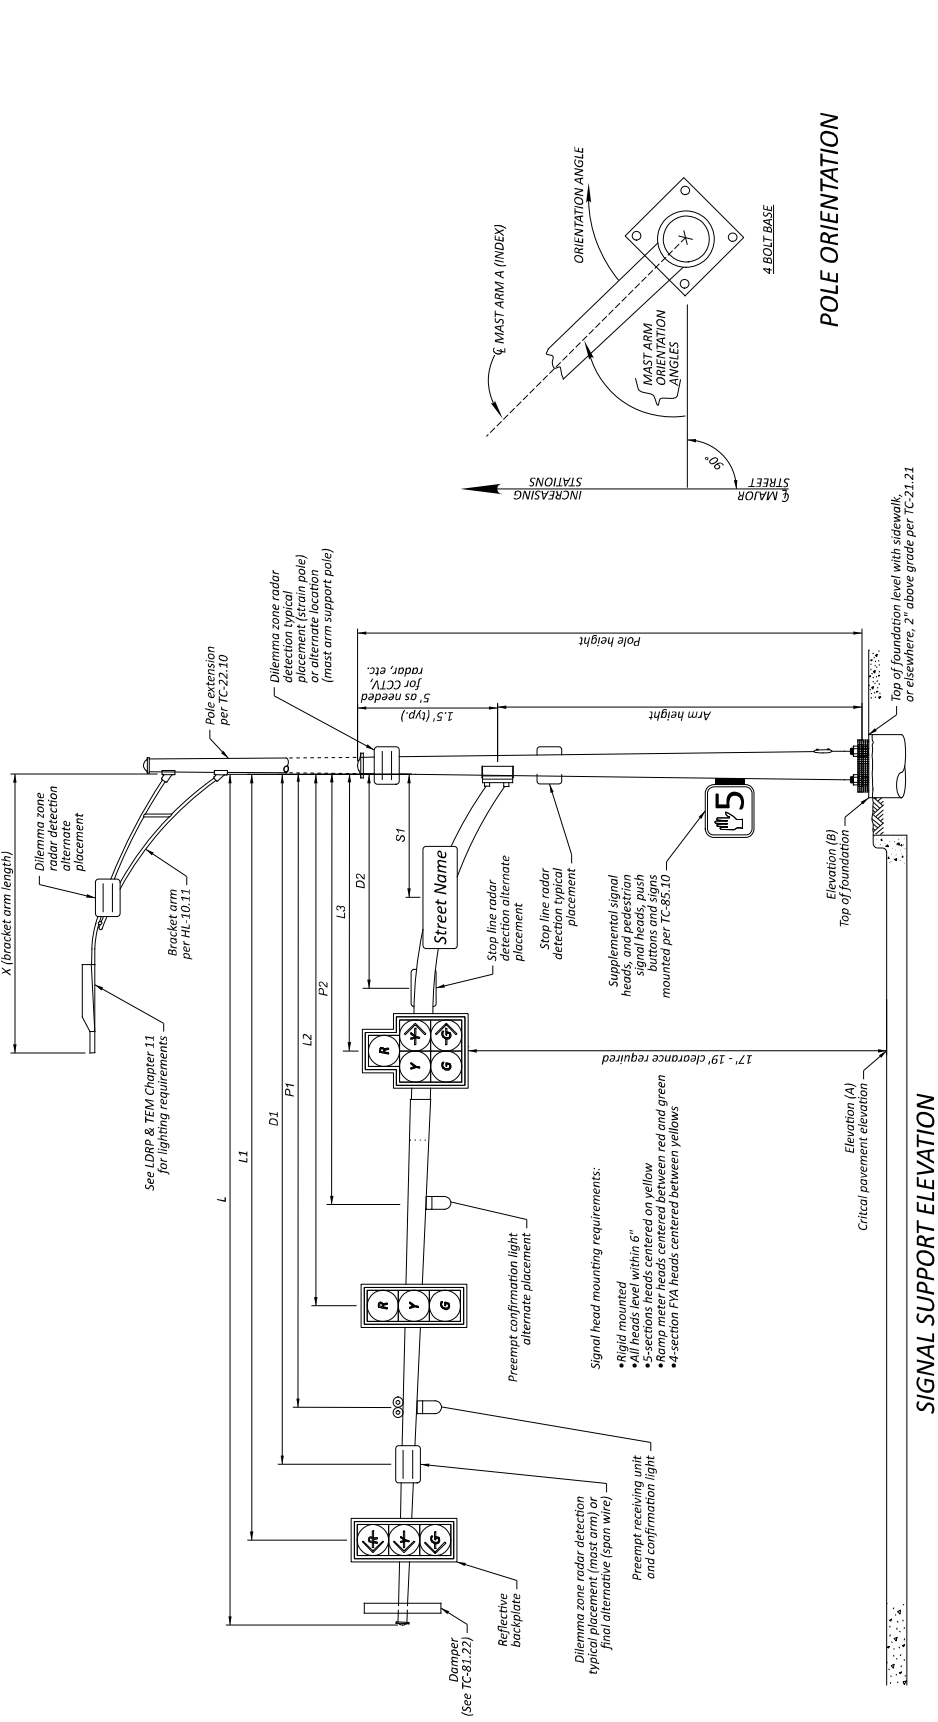 X (bracket arm length)
Dilemma zone
radar detection
alternate
placement
Bracket arm
per HL-10.11
See LDRP & TEM Chapter 11
for lighting requirements
Pole extension
per TC-22.10
Dilemma zone radar
detection typical
placement (strain pole)
or alternate location
(mast arm support pole)
L
L1
D1
P1
L2
P2
L3
D2
S1
5' as needed
for CCTV,
radar, etc.
1.5' (typ.)
Pole height
Arm height
Street Name
R
Y
Y
G
G
R
Y
G
R
Y
G
5
Stop line radar
detection alternate
placement
Stop line radar
detection typical
placement
Supplemental signal
heads, and pedestrian
signal heads, push
buttons and signs
mounted per TC-85.10
17' - 19' clearance required
Preempt confirmation light
alternate placement
Signal head mounting requirements:
•Rigid mounted
•All heads level within 6"
•5-sections heads centered on yellow
•Ramp meter heads centered between red and green
•4-section FYA heads centered between yellows
Preempt receiving unit
and confirmation light
Dilemma zone radar detection
typical placement (mast arm) or
final alternative (span wire)
Reflective
backplate
Damper
(See TC-81.22)
Elevation (B)
Top of foundation
Elevation (A)
Critcal pavement elevation
Top of foundation level with sidewalk,
or elsewhere, 2" above grade per TC-21.21
SIGNAL SUPPORT ELEVATION
℄ MAST ARM A (INDEX)
ORIENTATION ANGLE
MAST ARM
ORIENTATION
ANGLES
90°
INCREASING
STATIONS
℄ MAJOR
STREET
4 BOLT BASE
POLE ORIENTATION